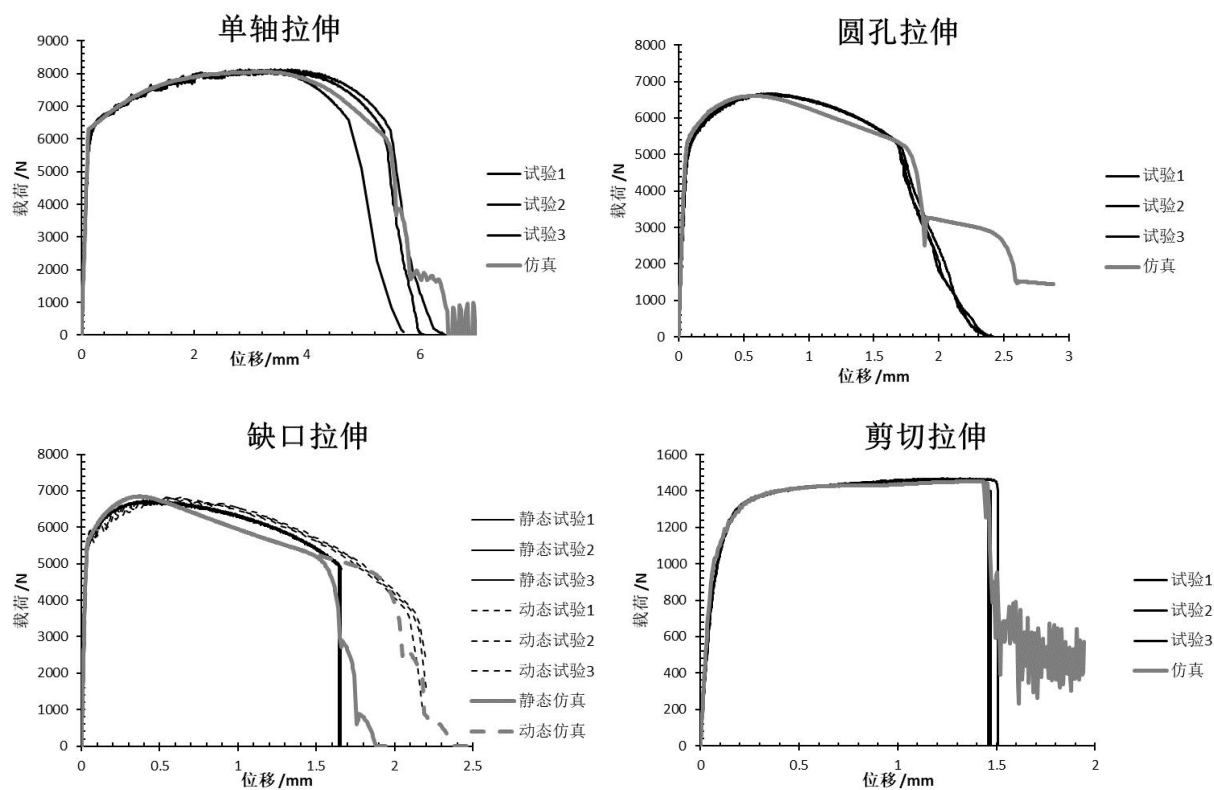 单轴拉伸
9000
8000
7000
6000
5000
4000
3000
2000
1000
0
载荷/N
0 2 4 6
位移/mm
试验1
试验2
试验3
仿真
圆孔拉伸
8000
7000
6000
5000
4000
3000
2000
1000
0
载荷/N
0 0.5 1 1.5 2 2.5 3
位移/mm
试验1
试验2
试验3
仿真
缺口拉伸
8000
7000
6000
5000
4000
3000
2000
1000
0
载荷/N
0 0.5 1 1.5 2 2.5
位移/mm
静态试验1
静态试验2
静态试验3
动态试验1
动态试验2
动态试验3
静态仿真
动态仿真
剪切拉伸
1600
1400
1200
1000
800
600
400
200
0
载荷/N
0 0.5 1 1.5 2
位移/mm
试验1
试验2
试验3
仿真